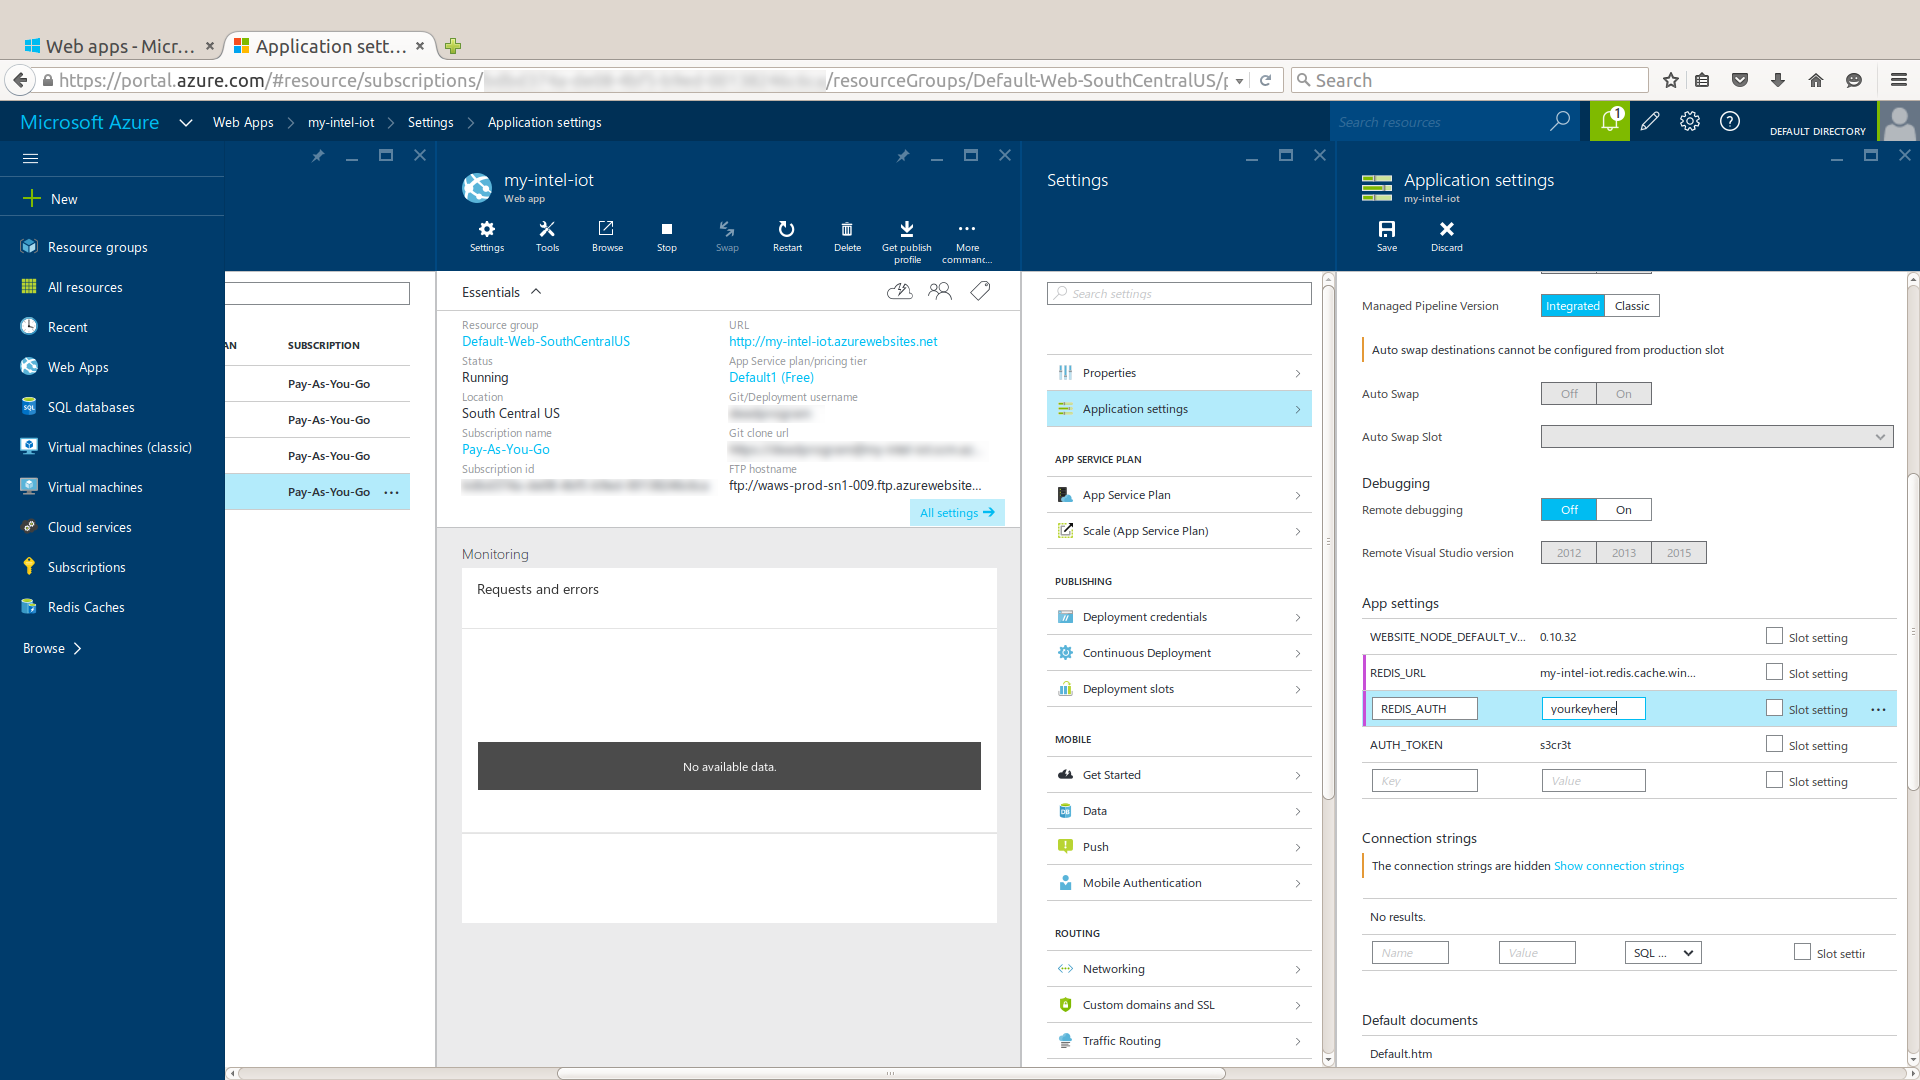 Web apps - Micr...
Application sett...
https://portal.azure.com/#resource/subscriptions/
/resourceGroups/Default-Web-SouthCentralUS/
Search
Microsoft Azure
Web Apps
my-intel-iot
Settings
Application settings
Search resources
1
DEFAULT DIRECTORY
New
Resource groups
All resources
Recent
Web Apps
SQL databases
Virtual machines (classic)
Virtual machines
Cloud services
Subscriptions
Redis Caches
Browse
AN
SUBSCRIPTION
Pay-As-You-Go
Pay-As-You-Go
Pay-As-You-Go
Pay-As-You-Go ...
my-intel-iot
Web app
Settings
Tools
Browse
Stop
Swap
Restart
Delete
Get publish profile
More commanc...
Essentials
Resource group
Default-Web-SouthCentralUS
Status
Running
Location
South Central US
Subscription name
Pay-As-You-Go
Subscription id
URL
http://my-intel-iot.azurewebsites.net
App Service plan/pricing tier
Default1 (Free)
Git/Deployment username
Git clone url
FTP hostname
ftp://waws-prod-sn1-009.ftp.azurewebsite...
All settings
Monitoring
Requests and errors
No available data.
Settings
Search settings
Properties
Application settings
APP SERVICE PLAN
App Service Plan
Scale (App Service Plan)
PUBLISHING
Deployment credentials
Continuous Deployment
Deployment slots
MOBILE
Get Started
Data
Push
Mobile Authentication
ROUTING
Networking
Custom domains and SSL
Traffic Routing
Application settings
my-intel-iot
Save
Discard
Managed Pipeline Version
Integrated
Classic
Auto swap destinations cannot be configured from production slot
Auto Swap
Off
On
Auto Swap Slot
Debugging
Remote debugging
Off
On
Remote Visual Studio version
2012
2013
2015
App settings
WEBSITE_NODE_DEFAULT_V... 0.10.32 Slot setting
REDIS_URL my-intel-iot.redis.cache.win... Slot setting
REDIS_AUTH yourkeyhere Slot setting ...
AUTH_TOKEN s3cr3t Slot setting
Key Value Slot setting
Connection strings
The connection strings are hidden Show connection strings
No results.
Name Value SQL ... Slot settir
Default documents
Default.htm